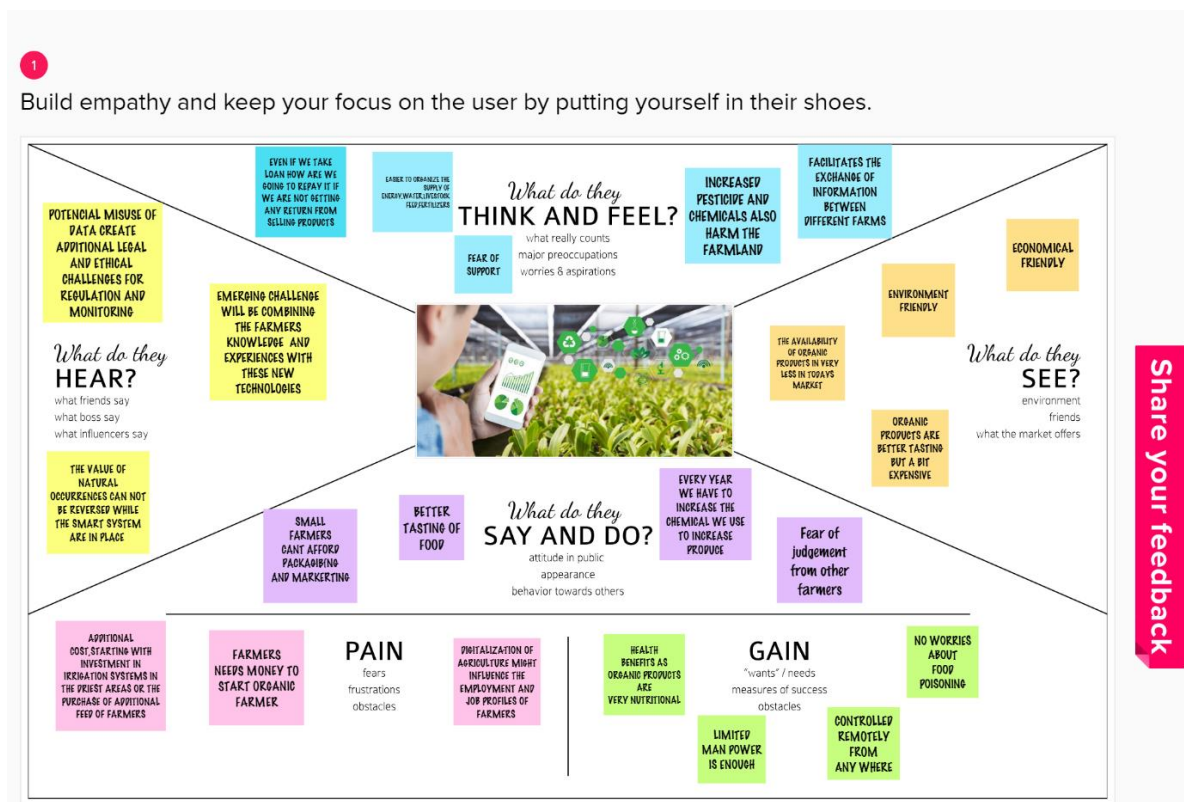 1
Build empathy and keep your focus on the user by putting yourself in their shoes.
EVEN IF WE TAKE
LOAN HOW ARE WE
GOING TO REPAY IT IF
WE ARE NOT GETTING
ANY RETURN FROM
SELLING PRODUCTS
EASIER TO ORGANIZE THE
SUPPLY OF
ENERAY,WATER,LIVESTOCK
FEED,FERTILIZERS
What do they
THINK AND FEEL?
what really counts
major preoccupations
worries & aspirations
FEAR OF
SUPPORT
INCREASED
PESTICIDE AND
CHEMICALS ALSO
HARM THE
FARMLAND
FACILITATES THE
EXCHANGE OF
INFORMATION
BETWEEN
DIFFERENT FARMS
POTENCIAL MISUSE OF
DATA CREATE
ADDITIONAL LEGAL
AND ETHICAL
CHALLENGES FOR
REGULATION AND
MONITORING
EMERGING CHALLENGE
WILL BE COMBINING
THE FARMERS
KNOWLEDGE AND
EXPERIENCES WITH
THESE NEW
TECHNOLOGIES
What do they
HEAR?
what friends say
what boss say
what influencers say
THE VALUE OF
NATURAL
OCCURRENCES CAN NOT
BE REVERSED WHILE
THE SMART SYSTEM
ARE IN PLACE
ECONOMICAL
FRIENDLY
ENVIRONMENT
FRIENDLY
THE AVAILABILITY
OF ORGANIC
PRODUCTS IN VERY
LESS IN TODAYS
MARKET
What do they
SEE?
environment
friends
what the market offers
ORGANIC
PRODUCTS ARE
BETTER TASTING
BUT A BIT
EXPENSIVE
SMALL
FARMERS
CANT AFFORD
PACKAGIBING
AND MARKERTING
BETTER
TASTING OF
FOOD
What do they
SAY AND DO?
attitude in public
appearance
behavior towards others
EVERY YEAR
WE HAVE TO
INCREASE THE
CHEMICAL WE USE
TO INCREASE
PRODUCE
Fear of
judgement
from other
farmers
ADDITIONAL
COST,STARTING WITH
INVESTMENT IN
IRRIGATION SYSTEMS IN
THE DRIEST AREAS OR THE
PURCHASE OF ADDITIONAL
FEED OF FARMERS
FARMERS
NEEDS MONEY TO
START ORGANIC
FARMER
PAIN
fears
frustrations
obstacles
DIGITALIZATION OF
AGRICULTURE MIGHT
INFLUENCE THE
EMPLOYMENT AND
JOB PROFILES OF
FARMERS
HEALTH
BENEFITS AS
ORGANIC PRODUCTS
ARE
VERY NUTRITIONAL
GAIN
"wants" / needs
measures of success
obstacles
NO WORRIES
ABOUT
FOOD
POISONING
LIMITED
MAN POWER
IS ENOUGH
CONTROLLED
REMOTELY
FROM
ANY WHERE
Share your feedback